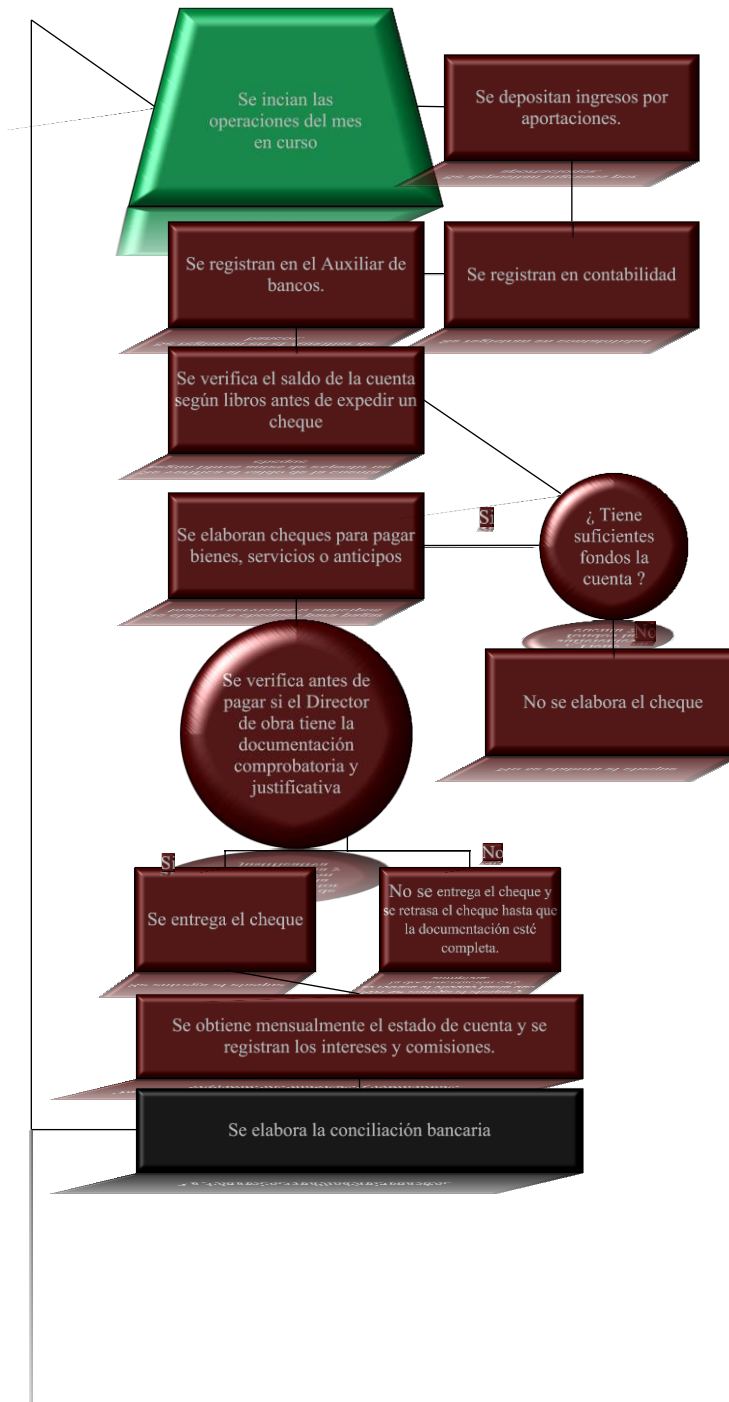 Se incian las
operaciones del mes
en curso
Se depositan ingresos por
aportaciones.
Se registran en contabilidad
Se registran en el Auxiliar de
bancos.
Se verifica el saldo de la cuenta
según libros antes de expedir un
cheque
¿ Tiene
suficientes
fondos la
cuenta ?
Si
Se elaboran cheques para pagar
bienes, servicios o anticipos
No
No se elabora el cheque
Se verifica antes de
pagar si el Director
de obra tiene la
documentación
comprobatoria y
justificativa
Si
Se entrega el cheque
No
No se entrega el cheque y
se retrasa el cheque hasta que
la documentación esté
completa.
Se obtiene mensualmente el estado de cuenta y se
registran los intereses y comisiones.
Se elabora la conciliación bancaria